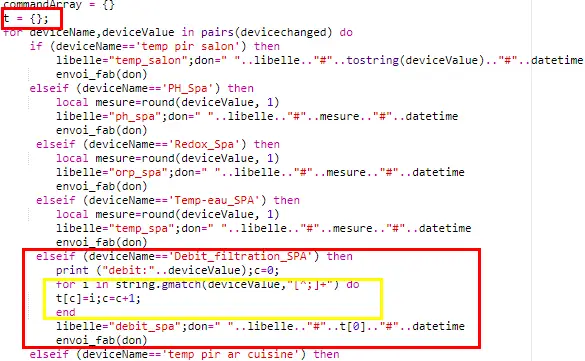 commandArray = {}
t = {};
for deviceName,deviceValue in pairs(devicechanged) do
if (deviceName=='temp pir salon') then
libelle="temp_salon";don=" "..libelle.."#"..tostring(deviceValue).."#"..datetime
envoi_fab(don)
elseif (deviceName=='PH_Spa') then
local mesure=round(deviceValue, 1)
libelle="ph_spa";don=" "..libelle.."#"..mesure.."#"..datetime
envoi_fab(don)
elseif (deviceName=='Redox_Spa') then
local mesure=round(deviceValue, 1)
libelle="orp_spa";don=" "..libelle.."#"..mesure.."#"..datetime
envoi_fab(don)
elseif (deviceName=='Temp-eau_SPA') then
local mesure=round(deviceValue, 1)
libelle="temp_spa";don=" "..libelle.."#"..mesure.."#"..datetime
envoi_fab(don)
elseif (deviceName=='Debit_filtration_SPA') then
print ("debit:"..deviceValue);c=0;
for i in string.gmatch(deviceValue,"[^;]+") do
t[c]=i;c=c+1;
end
libelle="debit_spa";don=" "..libelle.."#"..t[0].."#"..datetime
envoi_fab(don)
elseif (deviceName=='temp pir ar cuisine') then